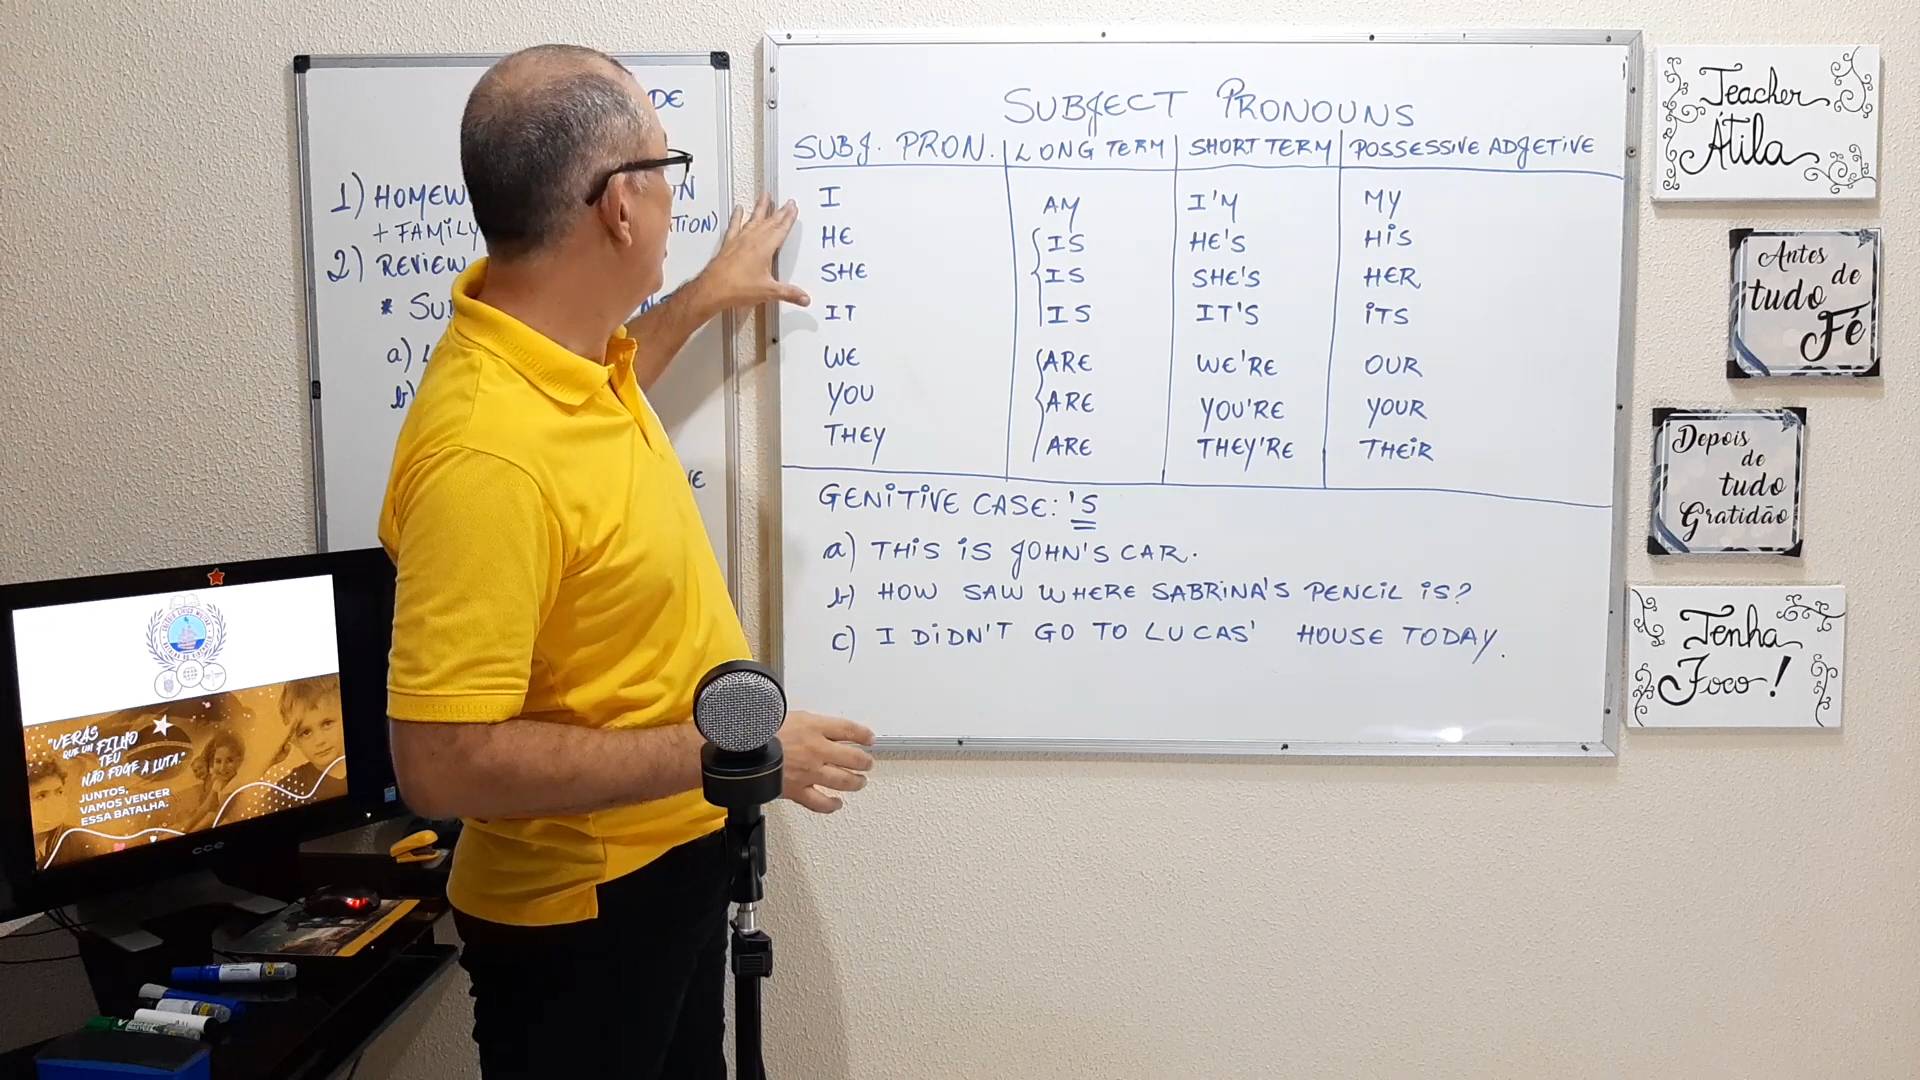 DE
1) HOMEW ON
+ FAMILY ATION)
2) REVIEW
* SU
a)
b)
VE
SUBJECT PRONOUNS
SUBJ. PRON. LONG TERM SHORT TERM POSSESSIVE ADJETIVE
I AM I'M MY
HE IS HE'S HIS
SHE IS SHE'S HER
IT IS IT'S ITS
WE ARE WE'RE OUR
YOU ARE YOU'RE YOUR
THEY ARE THEY'RE THEIR
GENITIVE CASE: 'S
a) THIS IS JOHN'S CAR.
b) HOW SAW WHERE SABRINA'S PENCIL IS?
c) I DIDN'T GO TO LUCAS' HOUSE TODAY.
Teacher
Átila
Antes
de
tudo
Fé
Depois
de
tudo
Gratidão
Tenha
Foco!
"VERÁS
QUE UM FILHO
TEU
NÃO FOGE À LUTA."
JUNTOS,
VAMOS VENCER
ESSA BATALHA.
cce